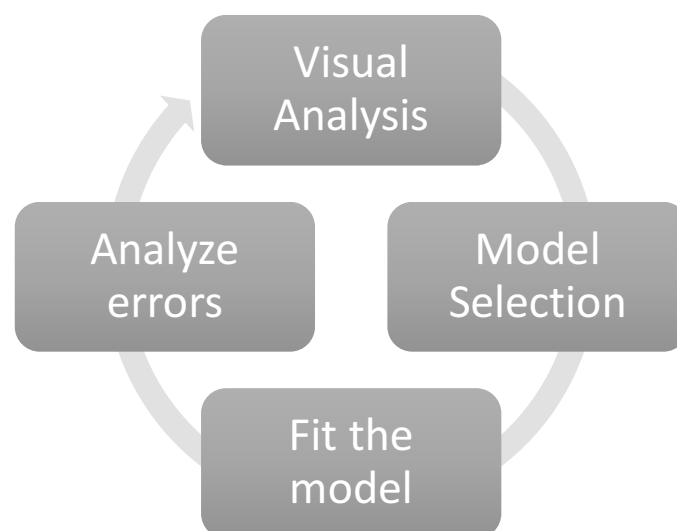 Visual
Analysis
Model
Selection
Fit the
model
Analyze
errors